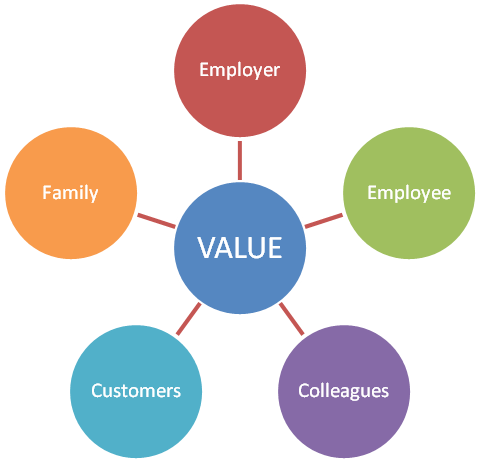 Employer
Family
Employee
VALUE
Customers
Colleagues